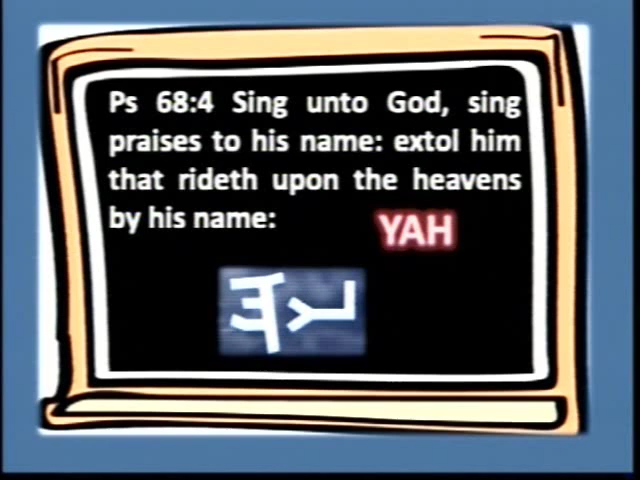 Ps 68:4 Sing unto God, sing
praises to his name: extol him
that rideth upon the heavens
by his name:
YAH